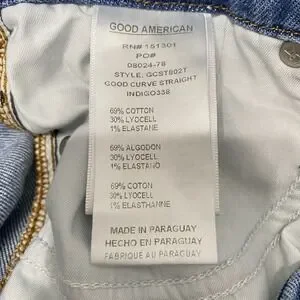 GOOD AMERICAN
RN# 151301
PO#
08024-78
STYLE: GCST802T
GOOD CURVE STRAIGHT
INDIGO338
69% COTTON
30% LYOCELL
1% ELASTANE
69% ALGODON
30% LYOCELL
1% ELASTANO
69% COTON
30% LYOCELL
1% ELASTHANNE
MADE IN PARAGUAY
HECHO EN PARAGUAY
FABRIQUE AU PARAGUAY